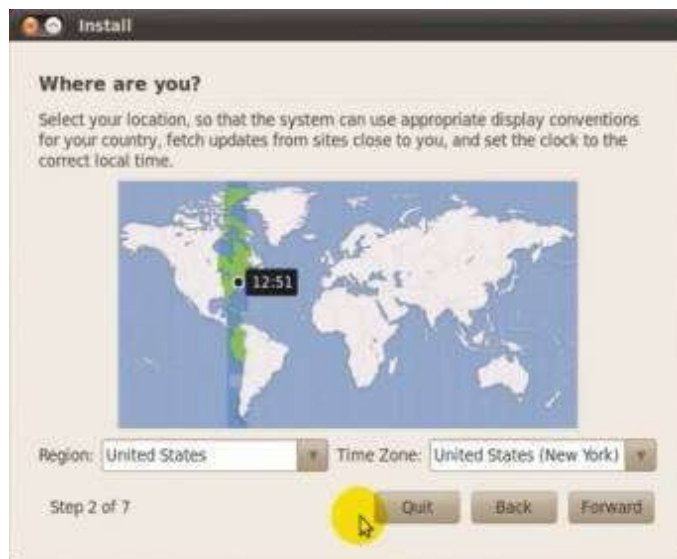 Install
Where are you?
Select your location, so that the system can use appropriate display conventions
for your country, fetch updates from sites close to you, and set the clock to the
correct local time.
12:51
Region: United States Time Zone: United States (New York)
Step 2 of 7 Quit Back Forward